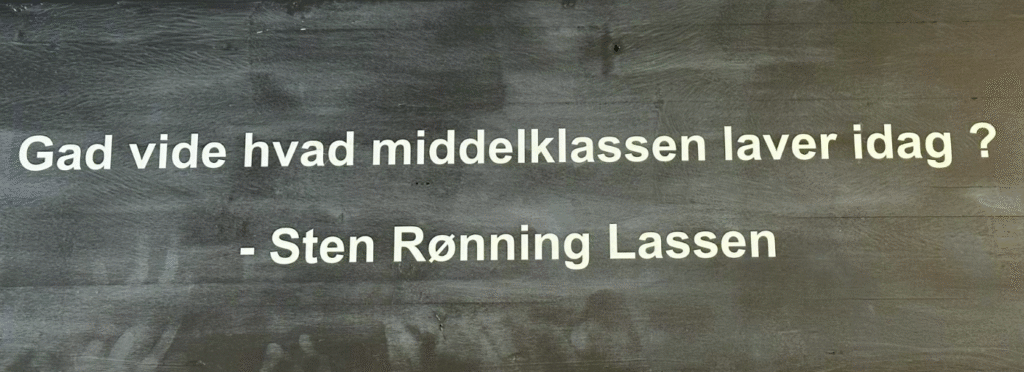 Gad vide hvad middelklassen laver idag ?
- Sten Rønning Lassen